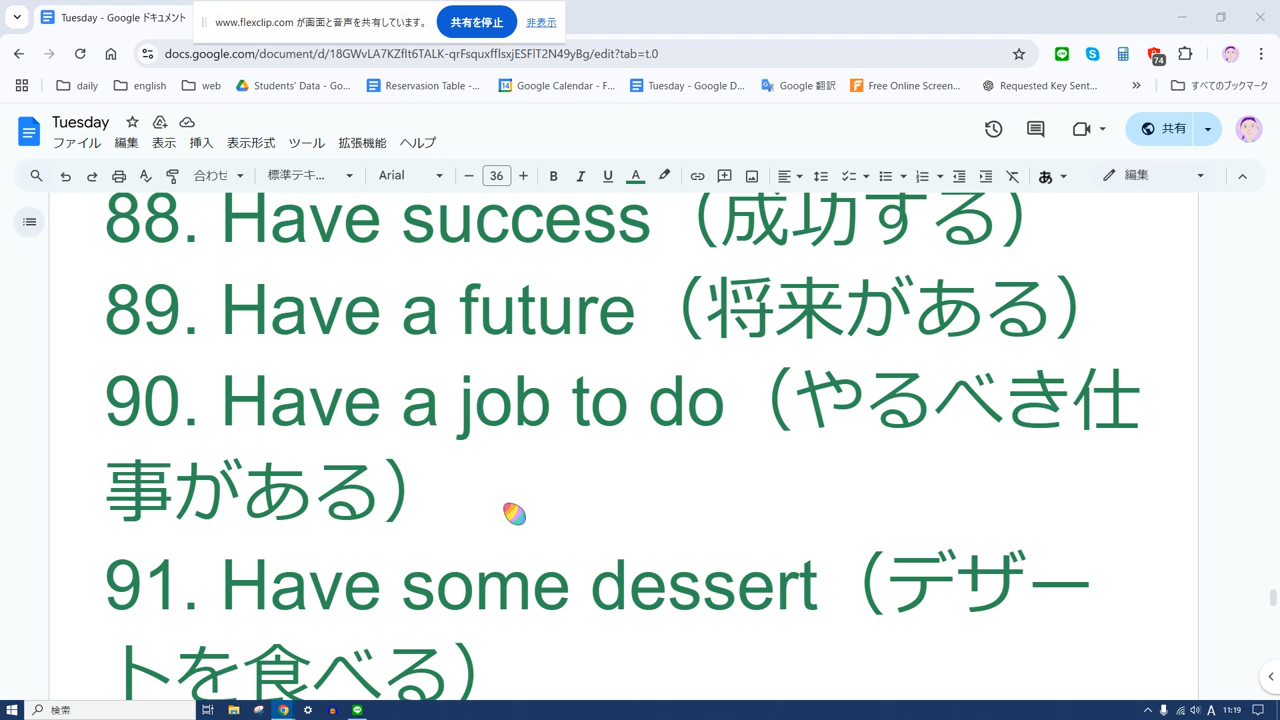 Tuesday - Google ドキュメント
www.flexclip.com が画面と音声を共有しています。
共有を停止
非表示
docs.google.com/document/d/18GWvLA7KZflt6TALK-qrFsquxfflsxjESFlT2N49yBg/edit?tab=t.0
74
daily
english
web
Students' Data - Go...
Reservasion Table -...
Google Calendar - F...
Tuesday - Google D...
Google 翻訳
Free Online Screen...
Requested Key Sent...
すべてのブックマーク
Tuesday
共有
ファイル 編集 表示 挿入 表示形式 ツール 拡張機能 ヘルプ
合わせ
標準テキ...
Arial
36
編集
88. Have success（成功する）
89. Have a future（将来がある）
90. Have a job to do（やるべき仕
事がある）
91. Have some dessert（デザー
トを食べる）
検索
A
11:19